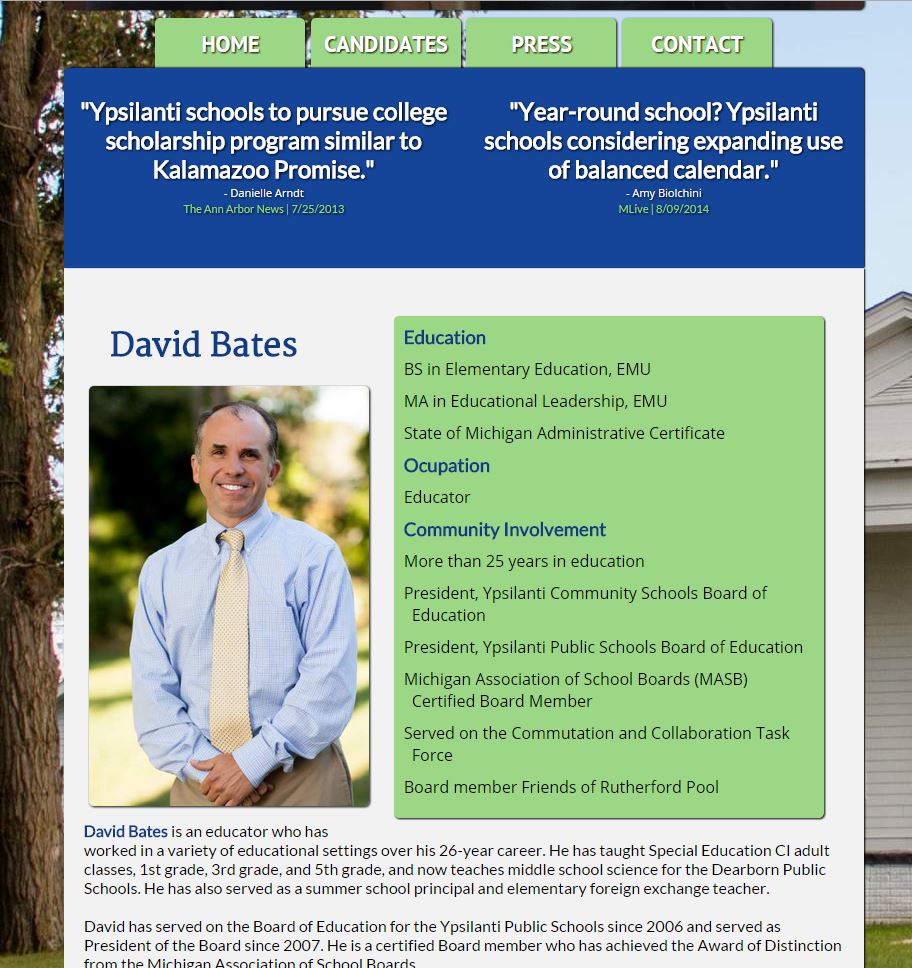 HOME CANDIDATES PRESS CONTACT
"Ypsilanti schools to pursue college
scholarship program similar to
Kalamazoo Promise."
- Danielle Arndt
The Ann Arbor News | 7/25/2013
"Year-round school? Ypsilanti
schools considering expanding use
of balanced calendar."
- Amy Biolchini
MLive | 8/09/2014
David Bates
Education
BS in Elementary Education, EMU
MA in Educational Leadership, EMU
State of Michigan Administrative Certificate
Ocupation
Educator
Community Involvement
More than 25 years in education
President, Ypsilanti Community Schools Board of
Education
President, Ypsilanti Public Schools Board of Education
Michigan Association of School Boards (MASB)
Certified Board Member
Served on the Commutation and Collaboration Task
Force
Board member Friends of Rutherford Pool
David Bates is an educator who has
worked in a variety of educational settings over his 26-year career. He has taught Special Education CI adult
classes, 1st grade, 3rd grade, and 5th grade, and now teaches middle school science for the Dearborn Public
Schools. He has also served as a summer school principal and elementary foreign exchange teacher.
David has served on the Board of Education for the Ypsilanti Public Schools since 2006 and served as
President of the Board since 2007. He is a certified Board member who has achieved the Award of Distinction
from the Michigan Association of School Boards.